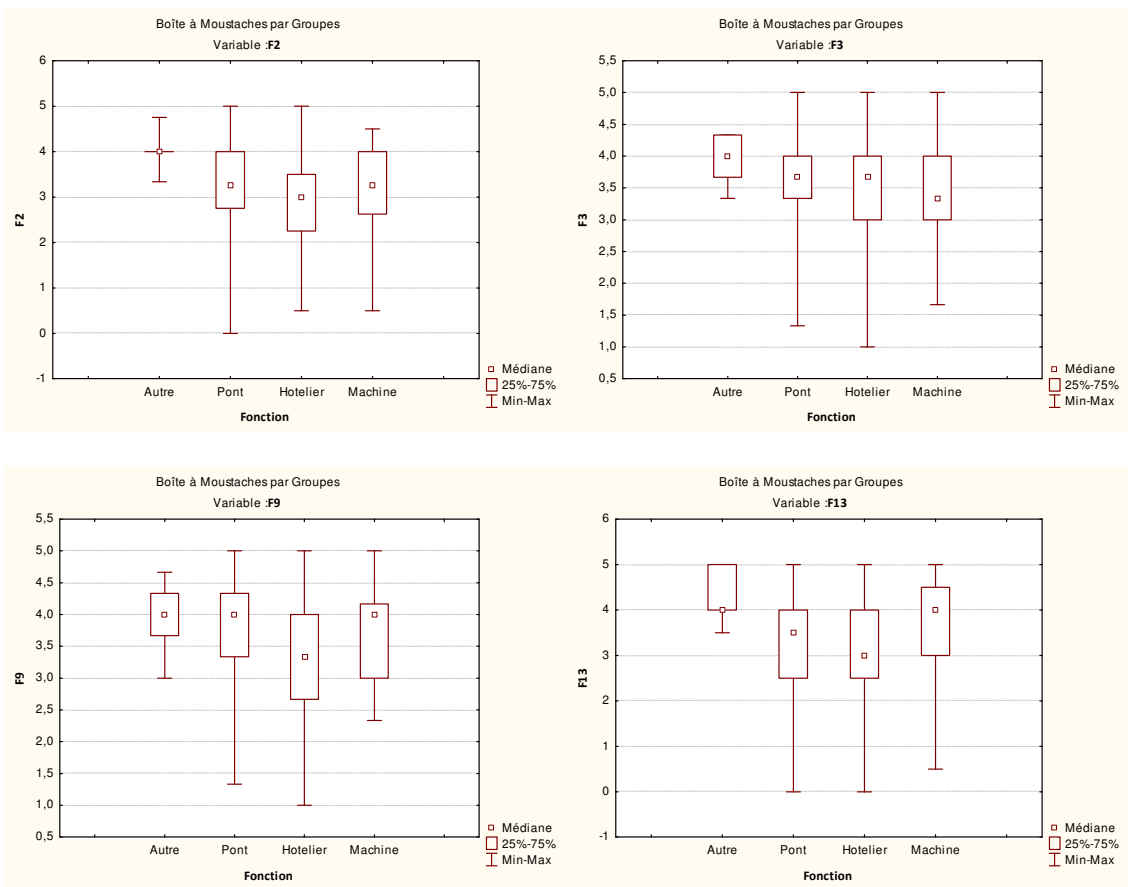 Boîte à Moustaches par Groupes
Variable :F2
6
5
4
3
2
1
0
-1
F2
Autre Pont Hotelier Machine
Fonction
Médiane
25%-75%
Min-Max
Boîte à Moustaches par Groupes
Variable :F3
5,5
5,0
4,5
4,0
3,5
3,0
2,5
2,0
1,5
1,0
0,5
F3
Autre Pont Hotelier Machine
Fonction
Médiane
25%-75%
Min-Max
Boîte à Moustaches par Groupes
Variable :F9
5,5
5,0
4,5
4,0
3,5
3,0
2,5
2,0
1,5
1,0
0,5
F9
Autre Pont Hotelier Machine
Fonction
Médiane
25%-75%
Min-Max
Boîte à Moustaches par Groupes
Variable :F13
6
5
4
3
2
1
0
-1
F13
Autre Pont Hotelier Machine
Fonction
Médiane
25%-75%
Min-Max